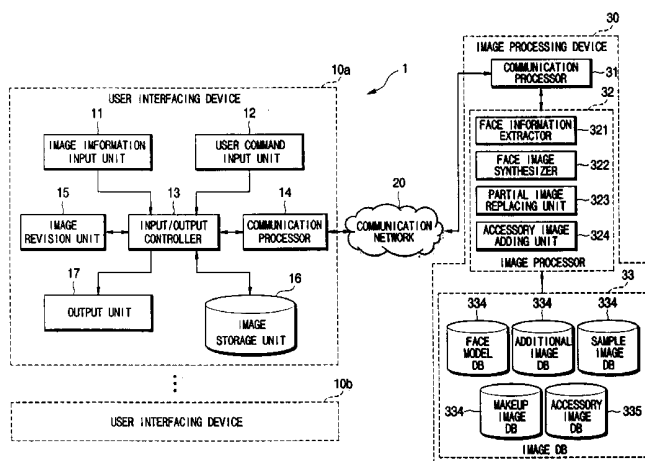 30
IMAGE PROCESSING DEVICE
COMMUNICATION
PROCESSOR
31
32
FACE INFORMATION
EXTRACTOR
321
FACE IMAGE
SYNTHESIZER
322
PARTIAL IMAGE
REPLACING UNIT
323
ACCESSORY IMAGE
ADDING UNIT
324
IMAGE PROCESSOR
33
334
334
334
FACE
MODEL
DB
ADDITIONAL
IMAGE
DB
SAMPLE
IMAGE
DB
334
MAKEUP
IMAGE
DB
ACCESSORY
IMAGE
DB
335
IMAGE DB
1
10a
USER INTERFACING DEVICE
11
IMAGE IMFORMATION
INPUT UNIT
12
USER COMMAND
INPUT UNIT
15
IMAGE
REVISION UNIT
13
INPUT/OUTPUT
CONTROLLER
14
COMMUNICATION
PROCESSOR
20
COMMUNICATION
NETWORK
17
OUTPUT UNIT
16
IMAGE
STORAGE UNIT
10b
USER INTERFACING DEVICE